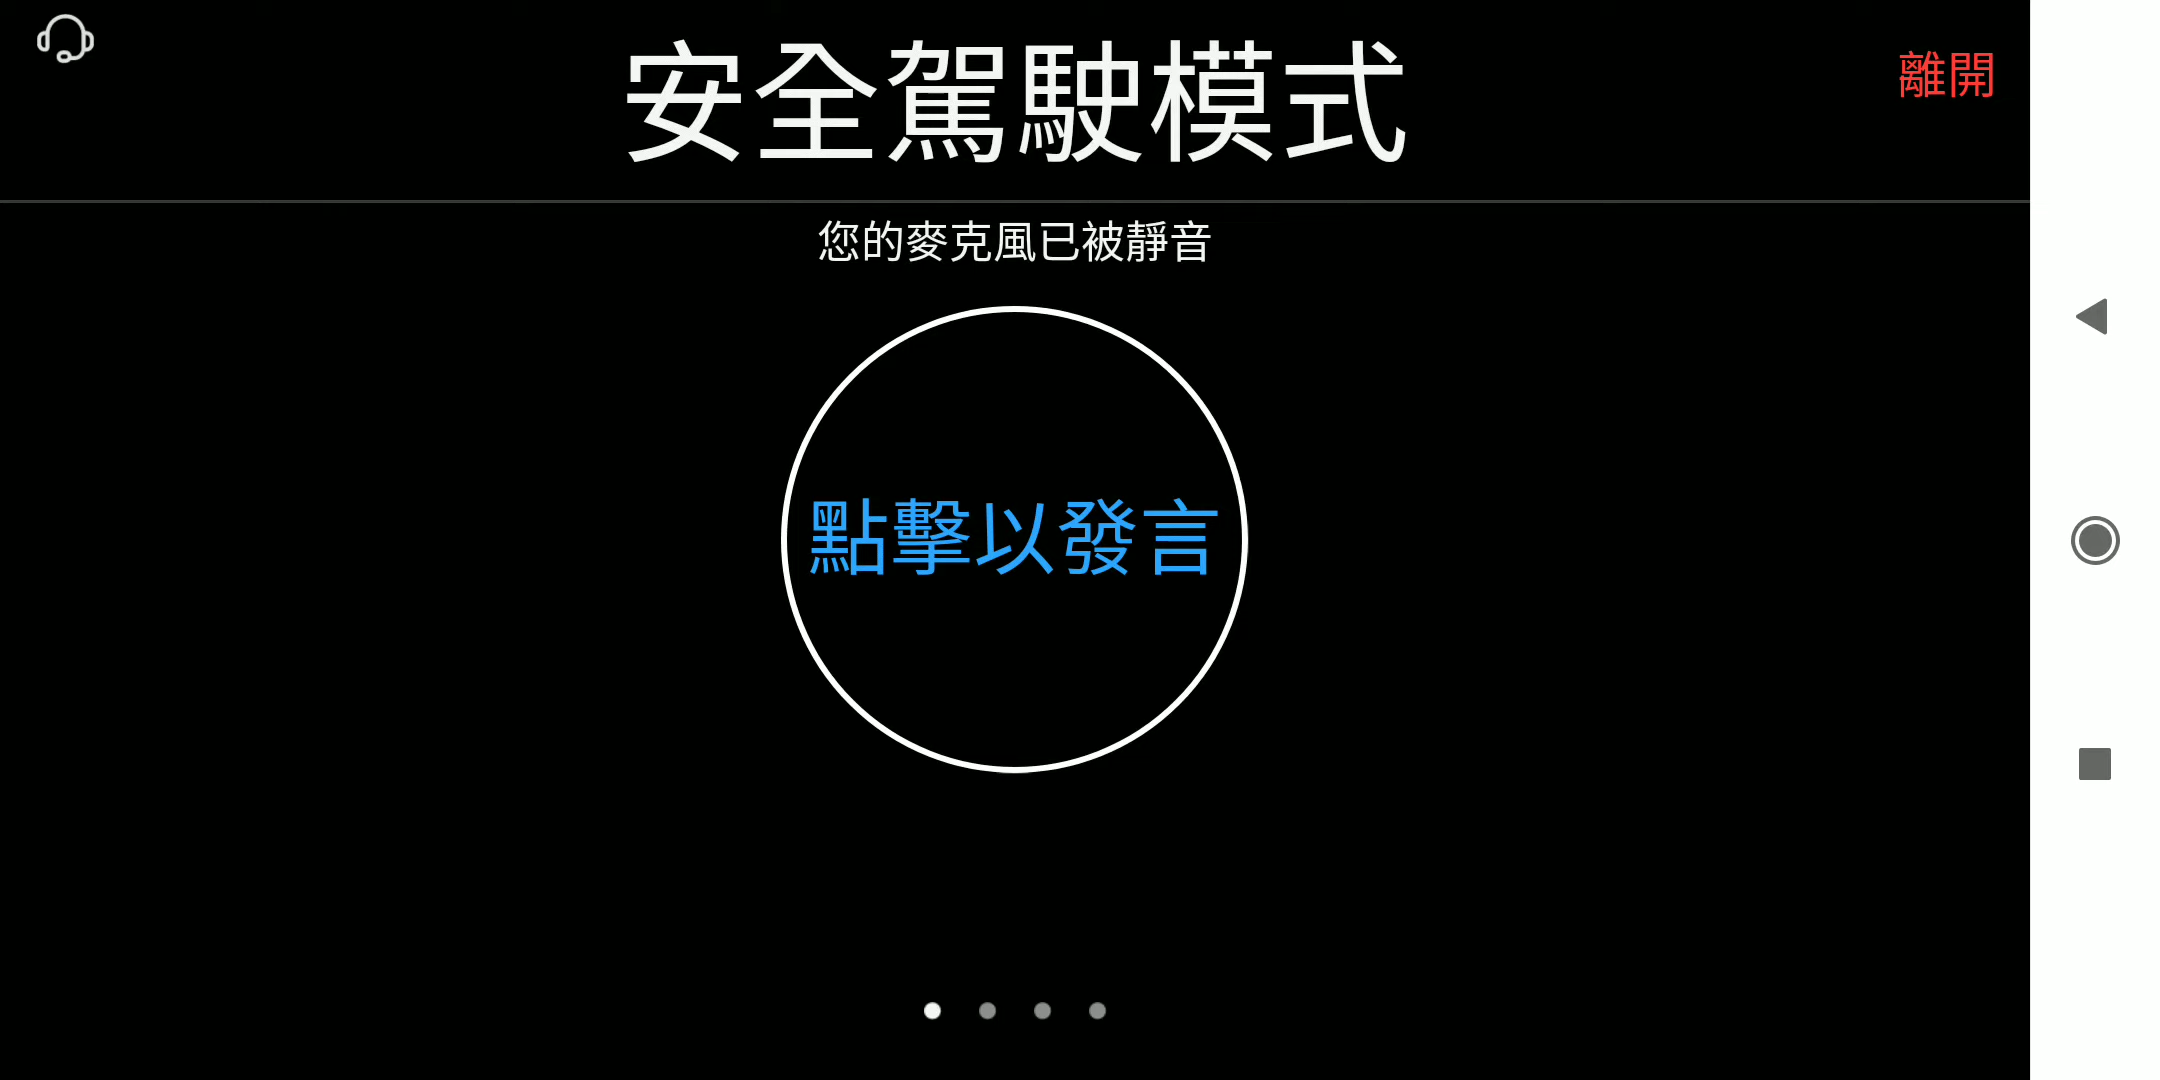 安全駕駛模式
離開
您的麥克風已被靜音
點擊以發言